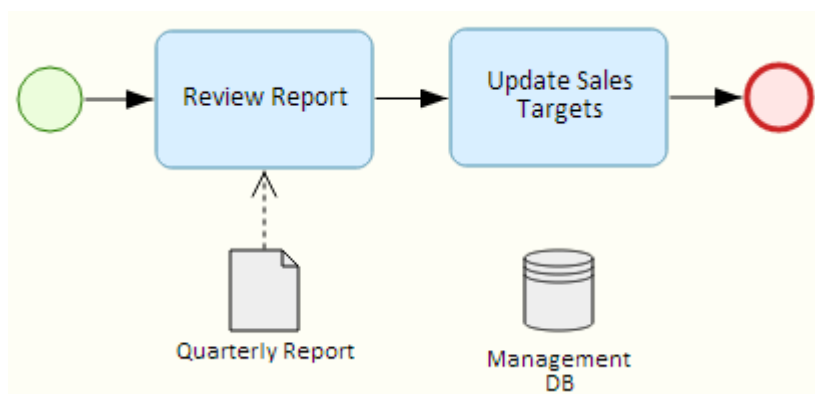 Review Report
Update Sales
Targets
Quarterly Report
Management
DB